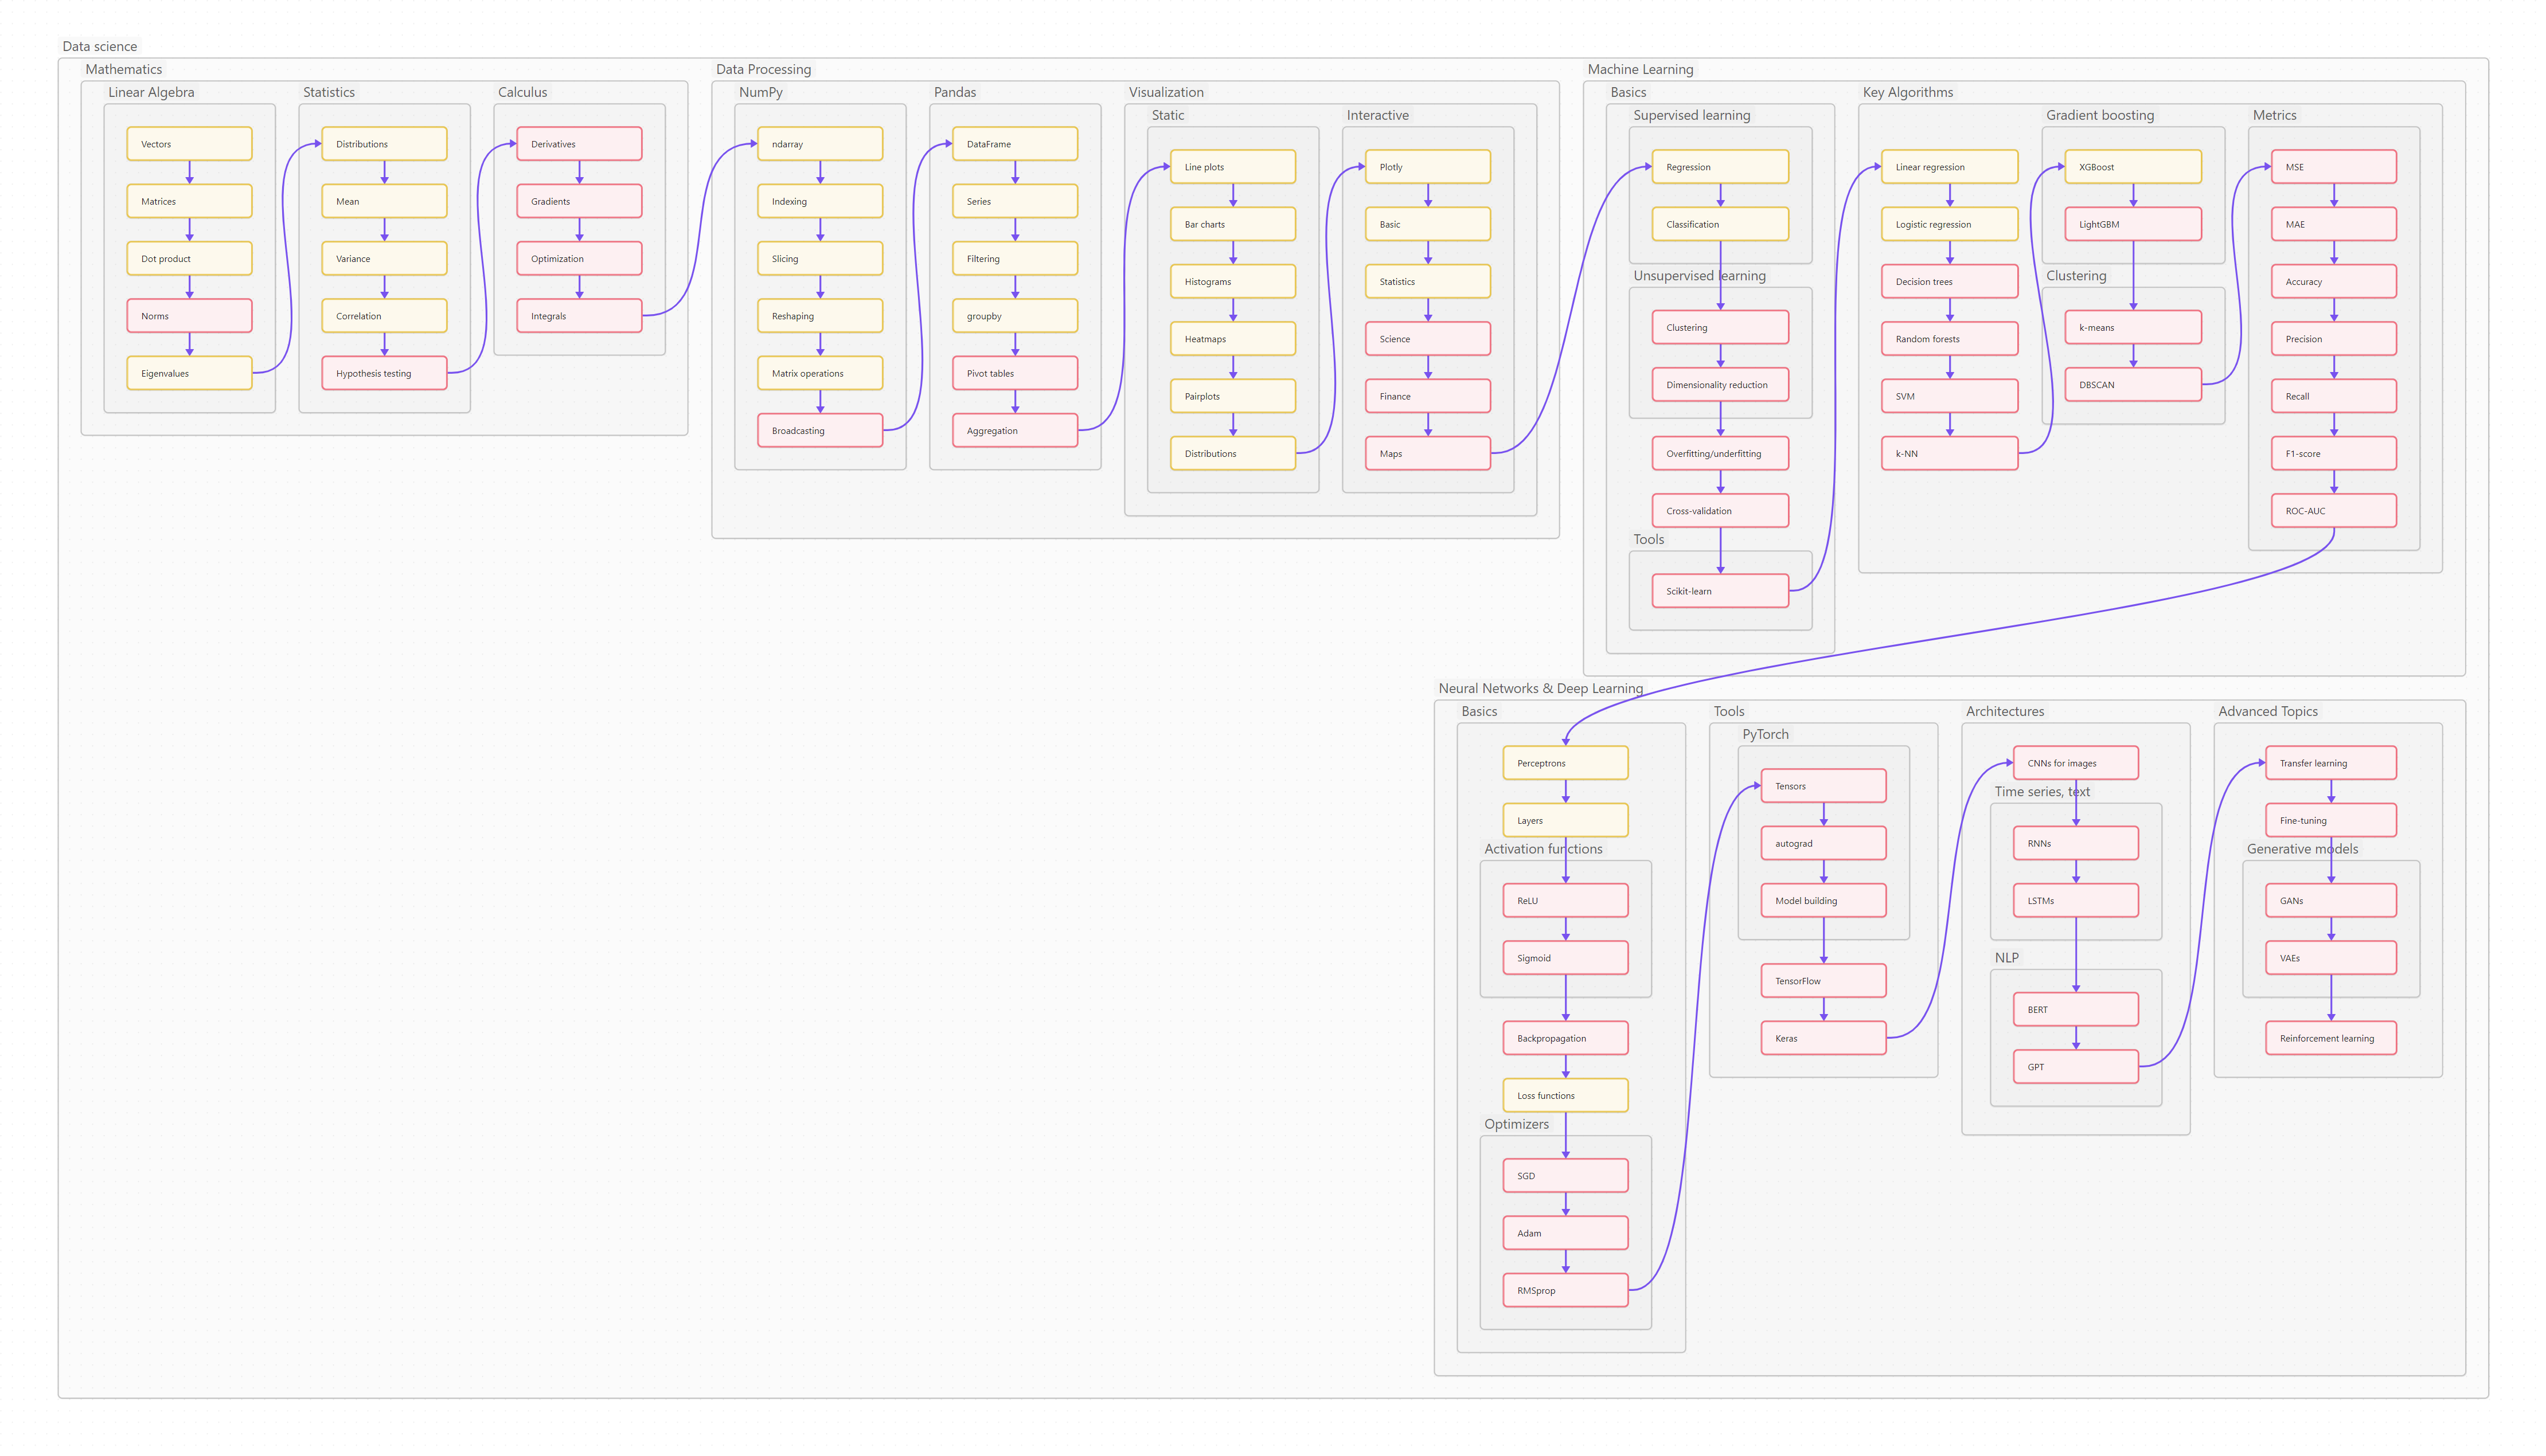 Data science
Mathematics
Linear Algebra
Vectors
Matrices
Dot product
Norms
Eigenvalues
Statistics
Distributions
Mean
Variance
Correlation
Hypothesis testing
Calculus
Derivatives
Gradients
Optimization
Integrals
Data Processing
NumPy
ndarray
Indexing
Slicing
Reshaping
Matrix operations
Broadcasting
Pandas
DataFrame
Series
Filtering
groupby
Pivot tables
Aggregation
Visualization
Static
Line plots
Bar charts
Histograms
Heatmaps
Pairplots
Distributions
Interactive
Plotly
Basic
Statistics
Science
Finance
Maps
Machine Learning
Basics
Supervised learning
Regression
Classification
Unsupervised learning
Clustering
Dimensionality reduction
Overfitting/underfitting
Cross-validation
Tools
Scikit-learn
Key Algorithms
Linear regression
Logistic regression
Decision trees
Random forests
SVM
k-NN
Gradient boosting
XGBoost
LightGBM
Clustering
k-means
DBSCAN
Metrics
MSE
MAE
Accuracy
Precision
Recall
F1-score
ROC-AUC
Neural Networks & Deep Learning
Basics
Perceptrons
Layers
Activation functions
ReLU
Sigmoid
Backpropagation
Loss functions
Optimizers
SGD
Adam
RMSprop
Tools
PyTorch
Tensors
autograd
Model building
TensorFlow
Keras
Architectures
CNNs for images
Time series, text
RNNs
LSTMs
NLP
BERT
GPT
Advanced Topics
Transfer learning
Fine-tuning
Generative models
GANs
VAEs
Reinforcement learning